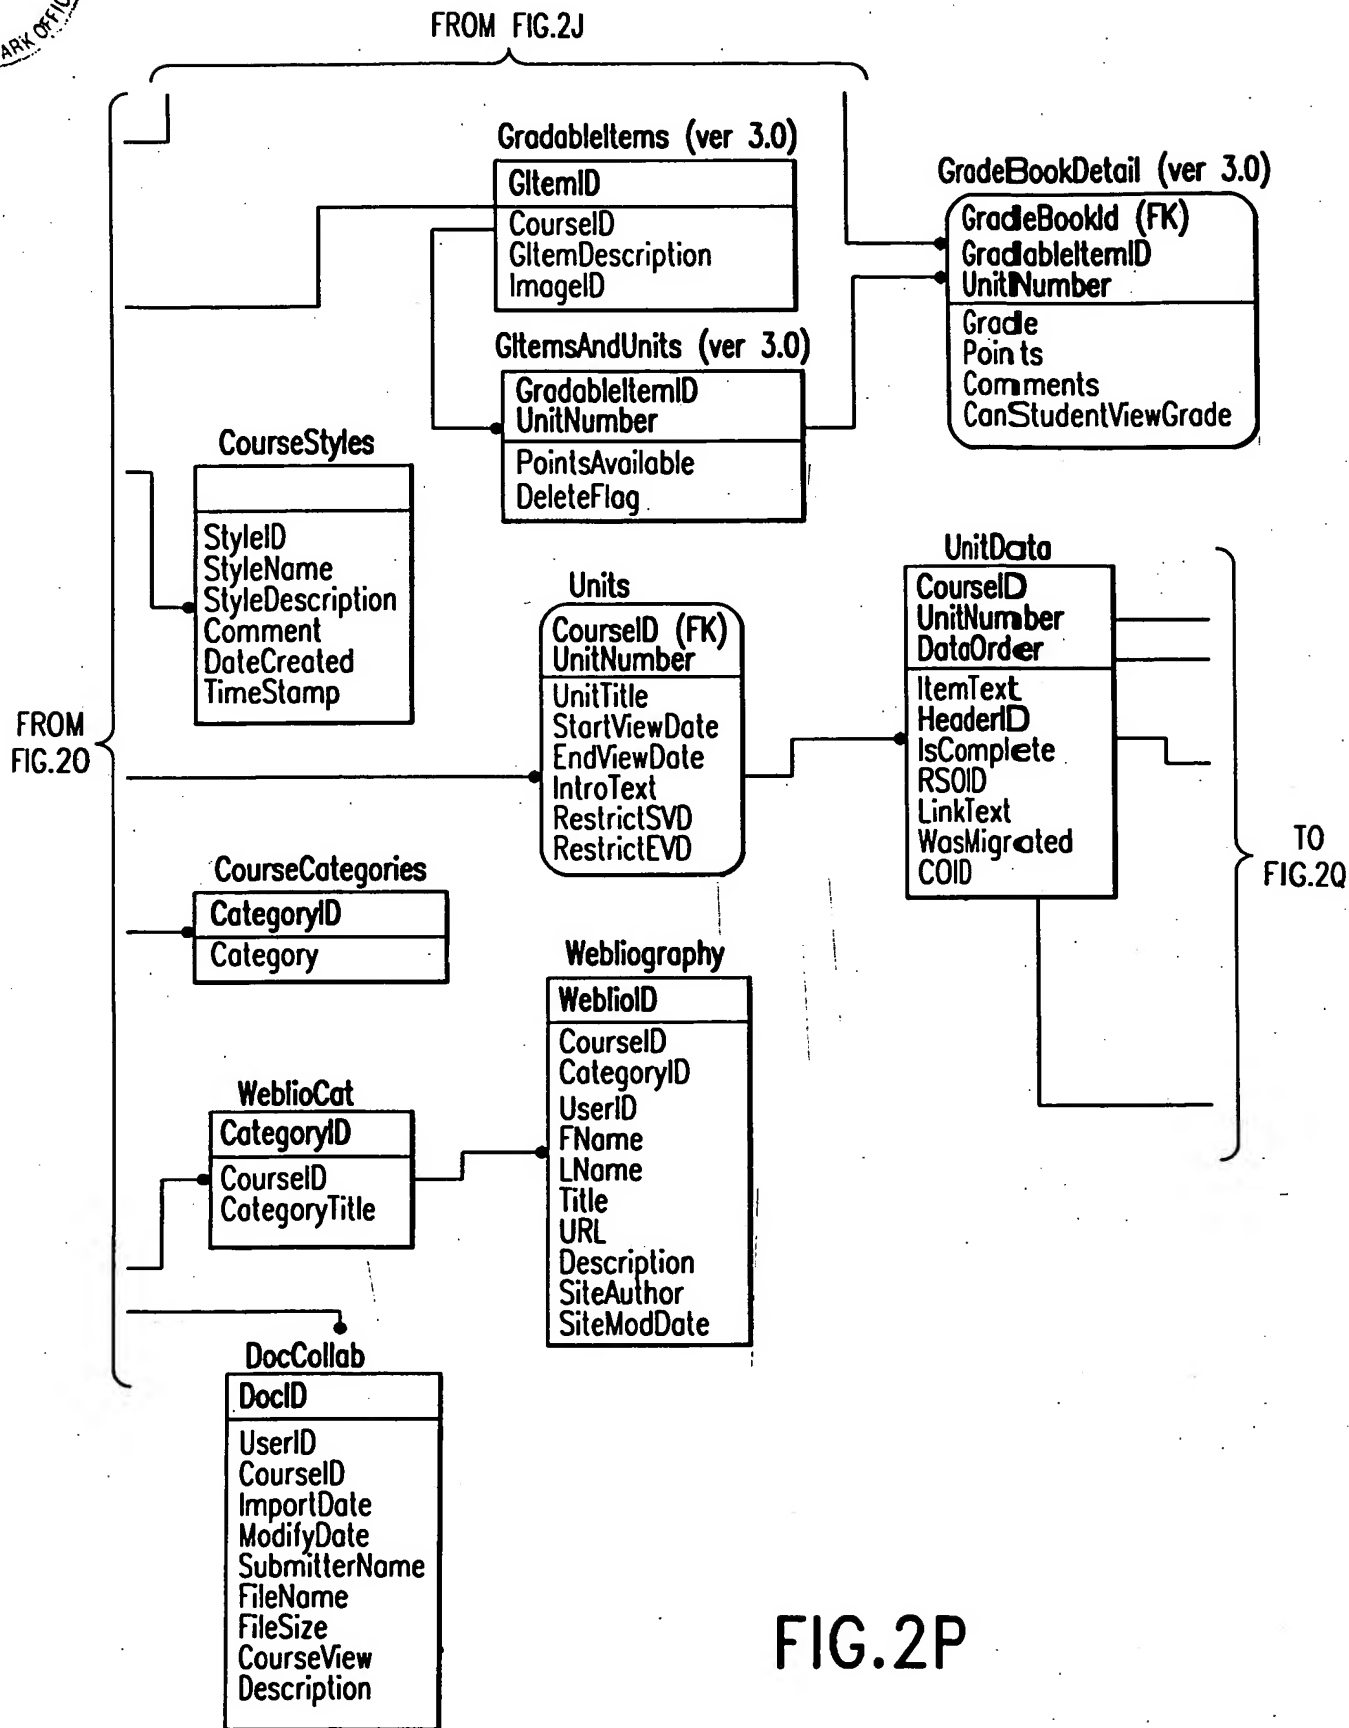 ARK OFFIC
FROM FIG.2J
GradableItems (ver 3.0)
GItemID
CourseID
GItemDescription
ImageID
GradeBookDetail (ver 3.0)
GradeBookId (FK)
GradableItemID
UnitNumber
Grade
Points
Comments
CanStudentViewGrade
GItemsAndUnits (ver 3.0)
GradableItemID
UnitNumber
PointsAvailable
DeleteFlag
CourseStyles
StyleID
StyleName
StyleDescription
Comment
DateCreated
TimeStamp
Units
CourseID (FK)
UnitNumber
UnitTitle
StartViewDate
EndViewDate
IntroText
RestrictSVD
RestrictEVD
UnitData
CourseID
UnitNumber
DataOrder
ItemText
HeaderID
IsComplete
RSOID
LinkText
WasMigrated
COID
FROM
FIG.2O
TO
FIG.2Q
CourseCategories
CategoryID
Category
Webliography
WeblioID
CourseID
CategoryID
UserID
FName
LName
Title
URL
Description
SiteAuthor
SiteModDate
WeblioCat
CategoryID
CourseID
CategoryTitle
DocCollab
DocID
UserID
CourseID
ImportDate
ModifyDate
SubmitterName
FileName
FileSize
CourseView
Description
FIG.2P